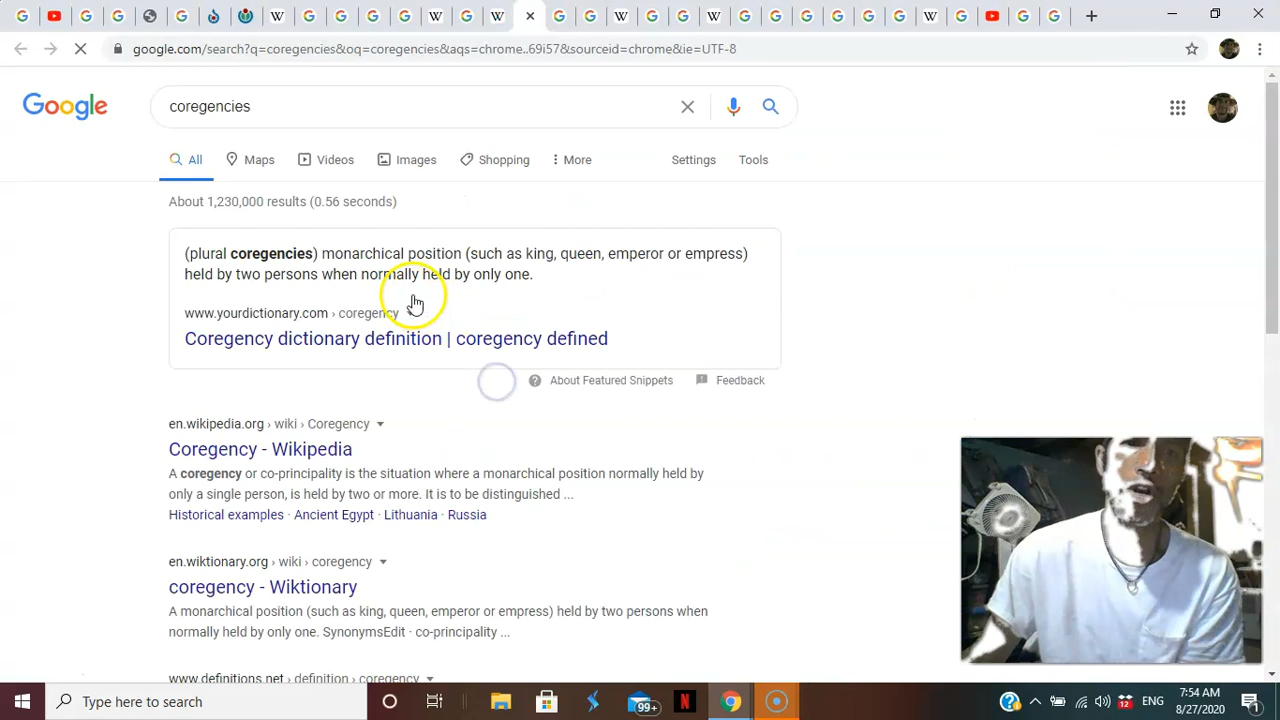 google.com/search?q=coregencies&oq=coregencies&aqs=chrome..69i57&sourceid=chrome&ie=UTF-8
Google
coregencies
All
Maps
Videos
Images
Shopping
More
Settings
Tools
About 1,230,000 results (0.56 seconds)
(plural coregencies) monarchical position (such as king, queen, emperor or empress)
held by two persons when normally held by only one.
www.yourdictionary.com › coregency
Coregency dictionary definition | coregency defined
About Featured Snippets
Feedback
en.wikipedia.org › wiki › Coregency
Coregency - Wikipedia
A coregency or co-principality is the situation where a monarchical position normally held by
only a single person, is held by two or more. It is to be distinguished ...
Historical examples · Ancient Egypt · Lithuania · Russia
en.wiktionary.org › wiki › coregency
coregency - Wiktionary
A monarchical position (such as king, queen, emperor or empress) held by two persons when
normally held by only one. SynonymsEdit · co-principality ...
www.definitions.net › definition › coregency
Type here to search
99+
N
12
ENG
7:54 AM
8/27/2020
1